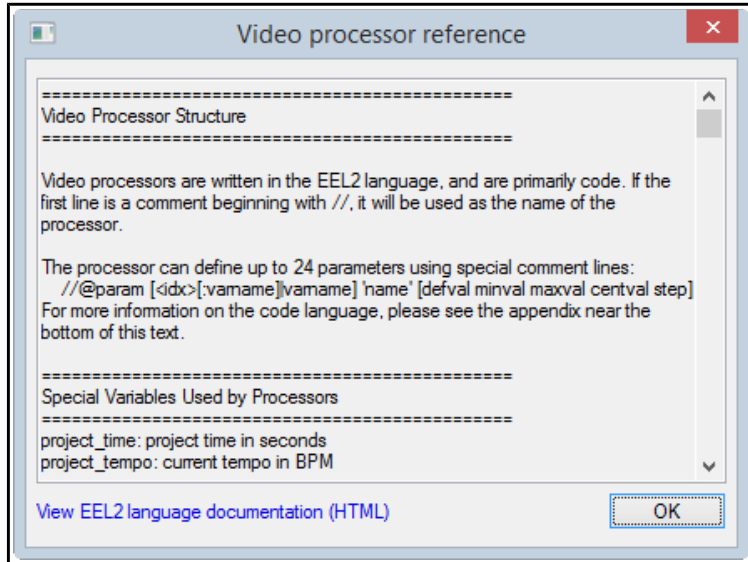 Video processor reference
===============================================
Video Processor Structure
===============================================
Video processors are written in the EEL2 language, and are primarily code. If the
first line is a comment beginning with //, it will be used as the name of the
processor.
The processor can define up to 24 parameters using special comment lines:
//@param [<idx>[:varname]|varname] 'name' [defval minval maxval centval step]
For more information on the code language, please see the appendix near the
bottom of this text.
===============================================
Special Variables Used by Processors
===============================================
project_time: project time in seconds
project_tempo: current tempo in BPM
View EEL2 language documentation (HTML)
OK